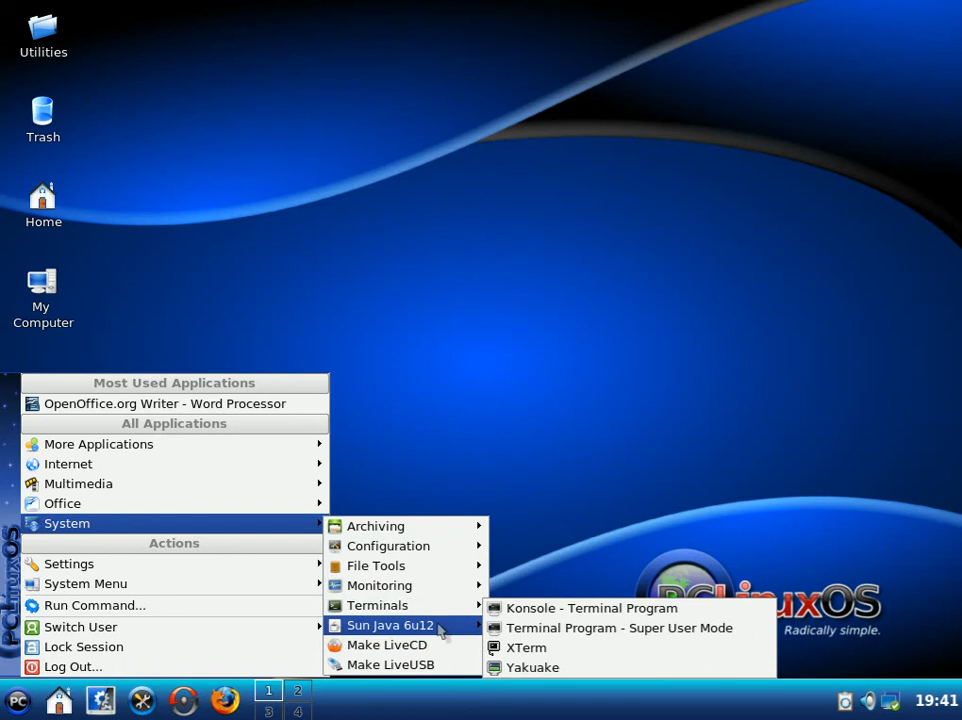 Utilities
Trash
Home
My
Computer
Most Used Applications
OpenOffice.org Writer - Word Processor
All Applications
More Applications
Internet
Multimedia
Office
System
Actions
Settings
System Menu
Run Command...
Switch User
Lock Session
Log Out...
PCLinuxOS
Archiving
Configuration
File Tools
Monitoring
Terminals
Sun Java 6u12
Make LiveCD
Make LiveUSB
Konsole - Terminal Program
Terminal Program - Super User Mode
XTerm
Yakuake
PCLinuxOS
Radically simple.
PC
1
2
3
4
19:41